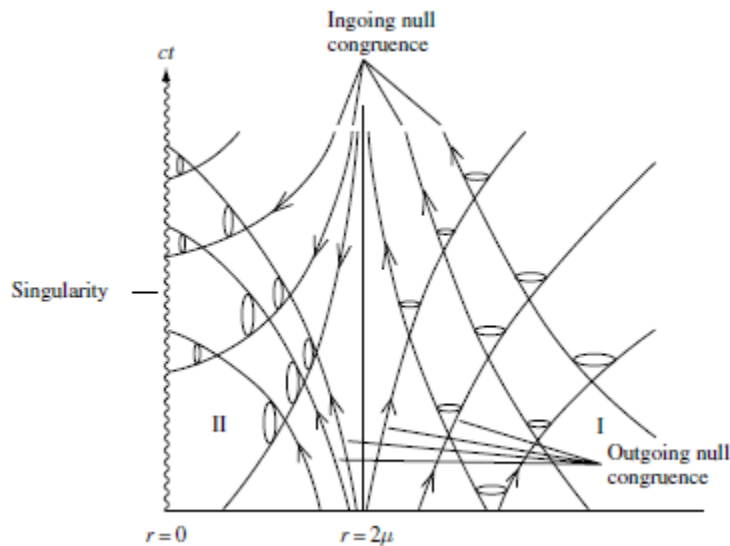 Ingoing null
congruence
ct
Singularity
II
I
Outgoing null
congruence
r = 0
r = 2μ